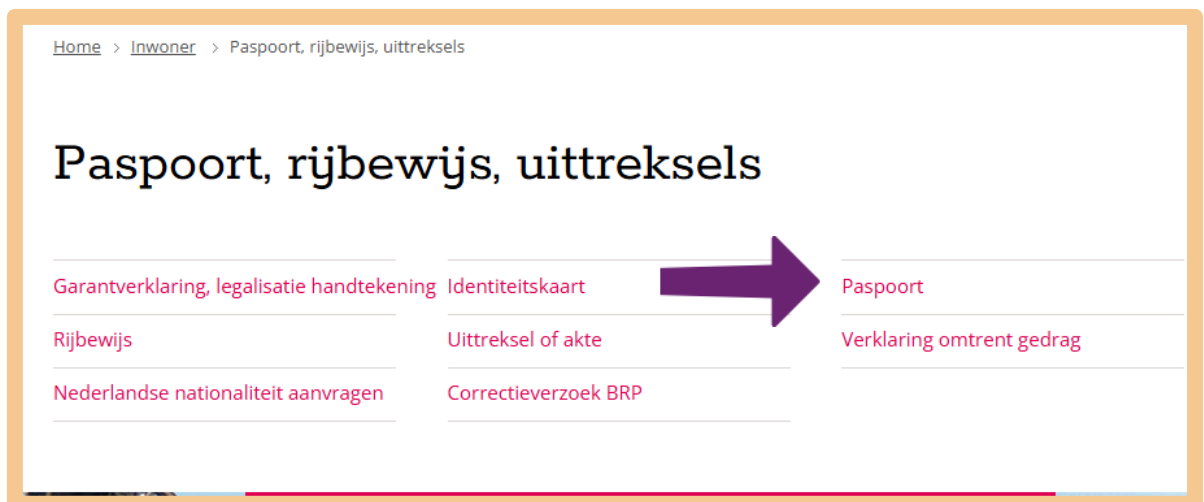 Home > Inwoner > Paspoort, rijbewijs, uittreksels
Paspoort, rijbewijs, uittreksels
Garantverklaring, legalisatie handtekening Identiteitskaart Paspoort
Rijbewijs Uittreksel of akte Verklaring omtrent gedrag
Nederlandse nationaliteit aanvragen Correctieverzoek BRP